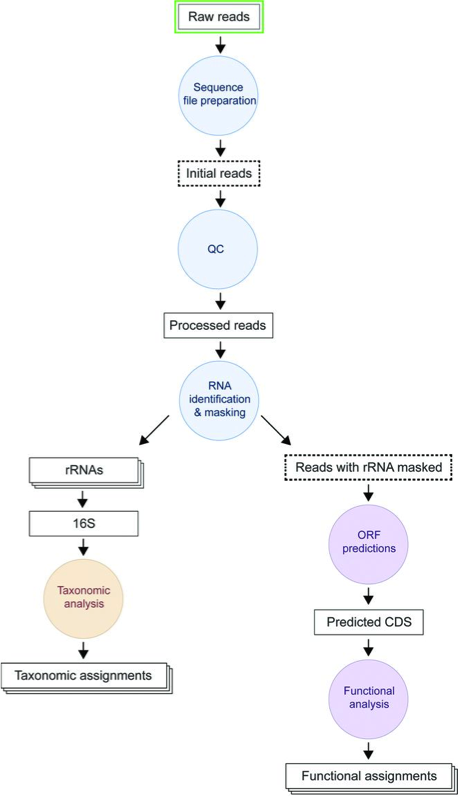 Raw reads
Sequence
file preparation
Initial reads
QC
Processed reads
RNA
identification
& masking
rRNAs
16S
Taxonomic
analysis
Taxonomic assignments
Reads with rRNA masked
ORF
predictions
Predicted CDS
Functional
analysis
Functional assignments